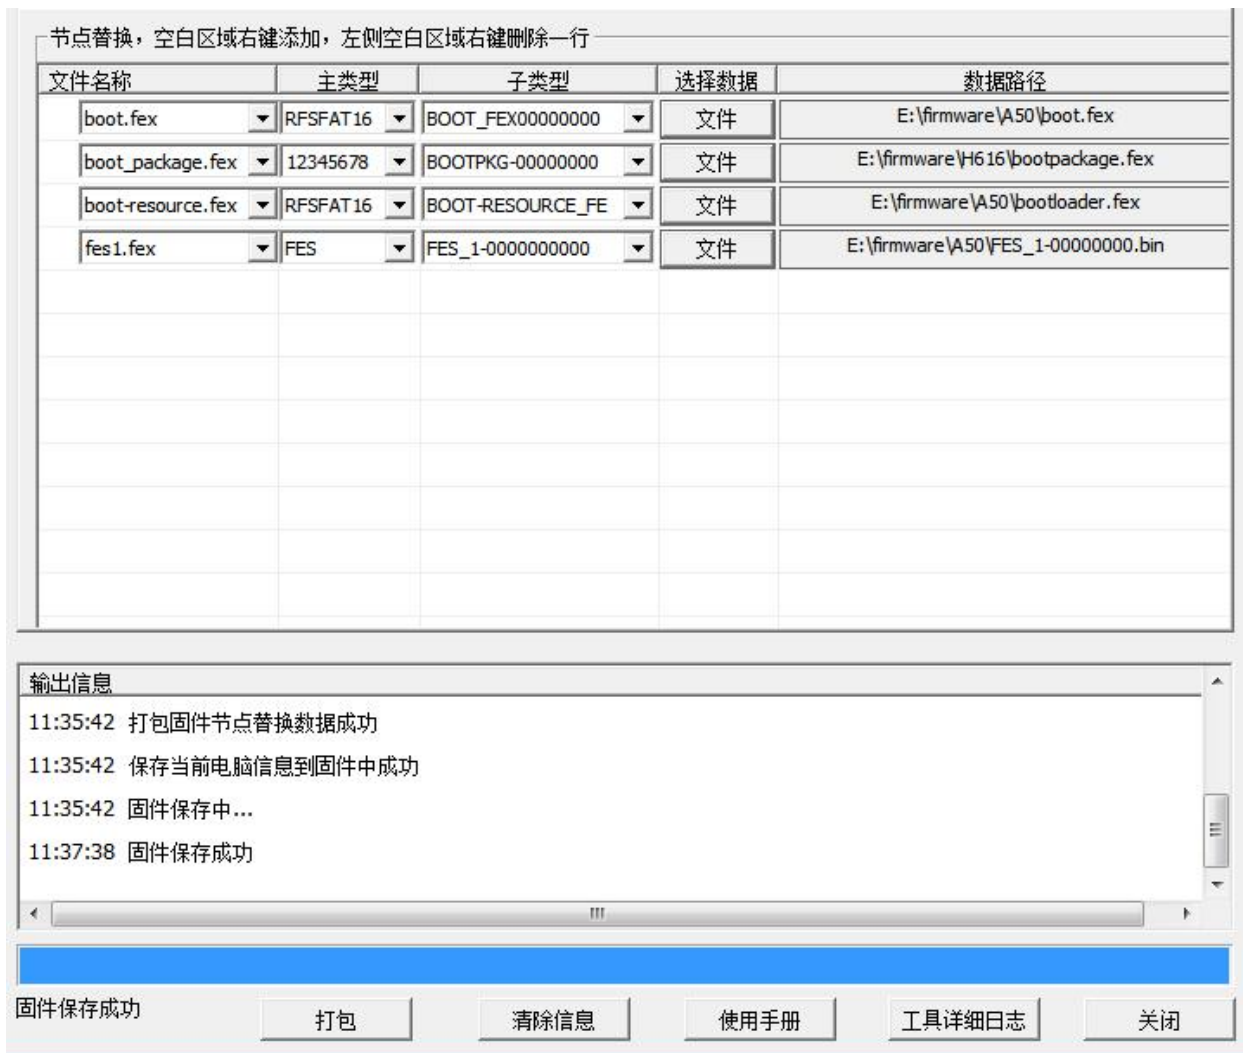 节点替换，空白区域右键添加，左侧空白区域右键删除一行
文件名称 主类型 子类型 选择数据 数据路径
boot.fex RFSFAT16 BOOT_FEX00000000 文件 E:\firmware\A50\boot.fex
boot_package.fex 12345678 BOOTPKG-00000000 文件 E:\firmware\H616\bootpackage.fex
boot-resource.fex RFSFAT16 BOOT-RESOURCE_FE 文件 E:\firmware\A50\bootloader.fex
fes1.fex FES FES_1-0000000000 文件 E:\firmware\A50\FES_1-00000000.bin
输出信息
11:35:42 打包固件节点替换数据成功
11:35:42 保存当前电脑信息到固件中成功
11:35:42 固件保存中...
11:37:38 固件保存成功
固件保存成功 打包 清除信息 使用手册 工具详细日志 关闭